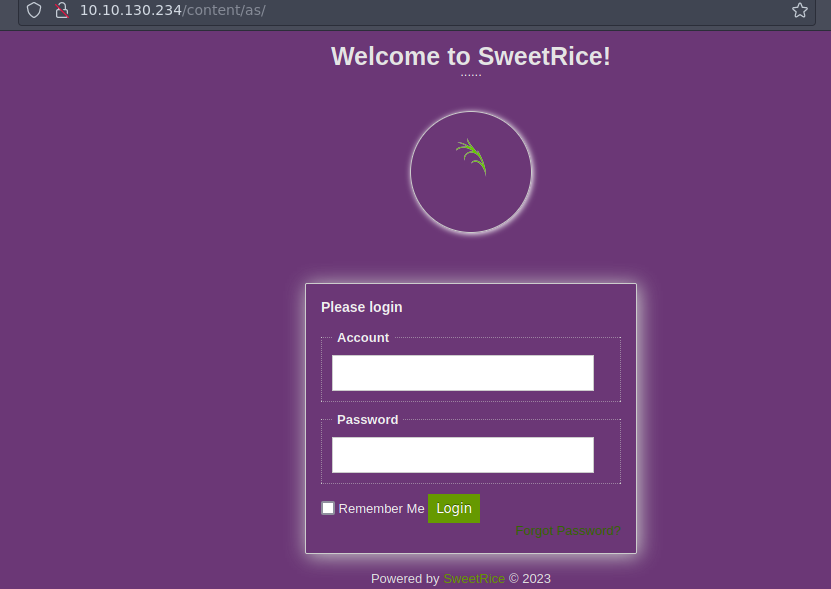 10.10.130.234/content/as/
Welcome to SweetRice!
......
Please login
Account
Password
Remember Me Login
Forgot Password?
Powered by SweetRice © 2023